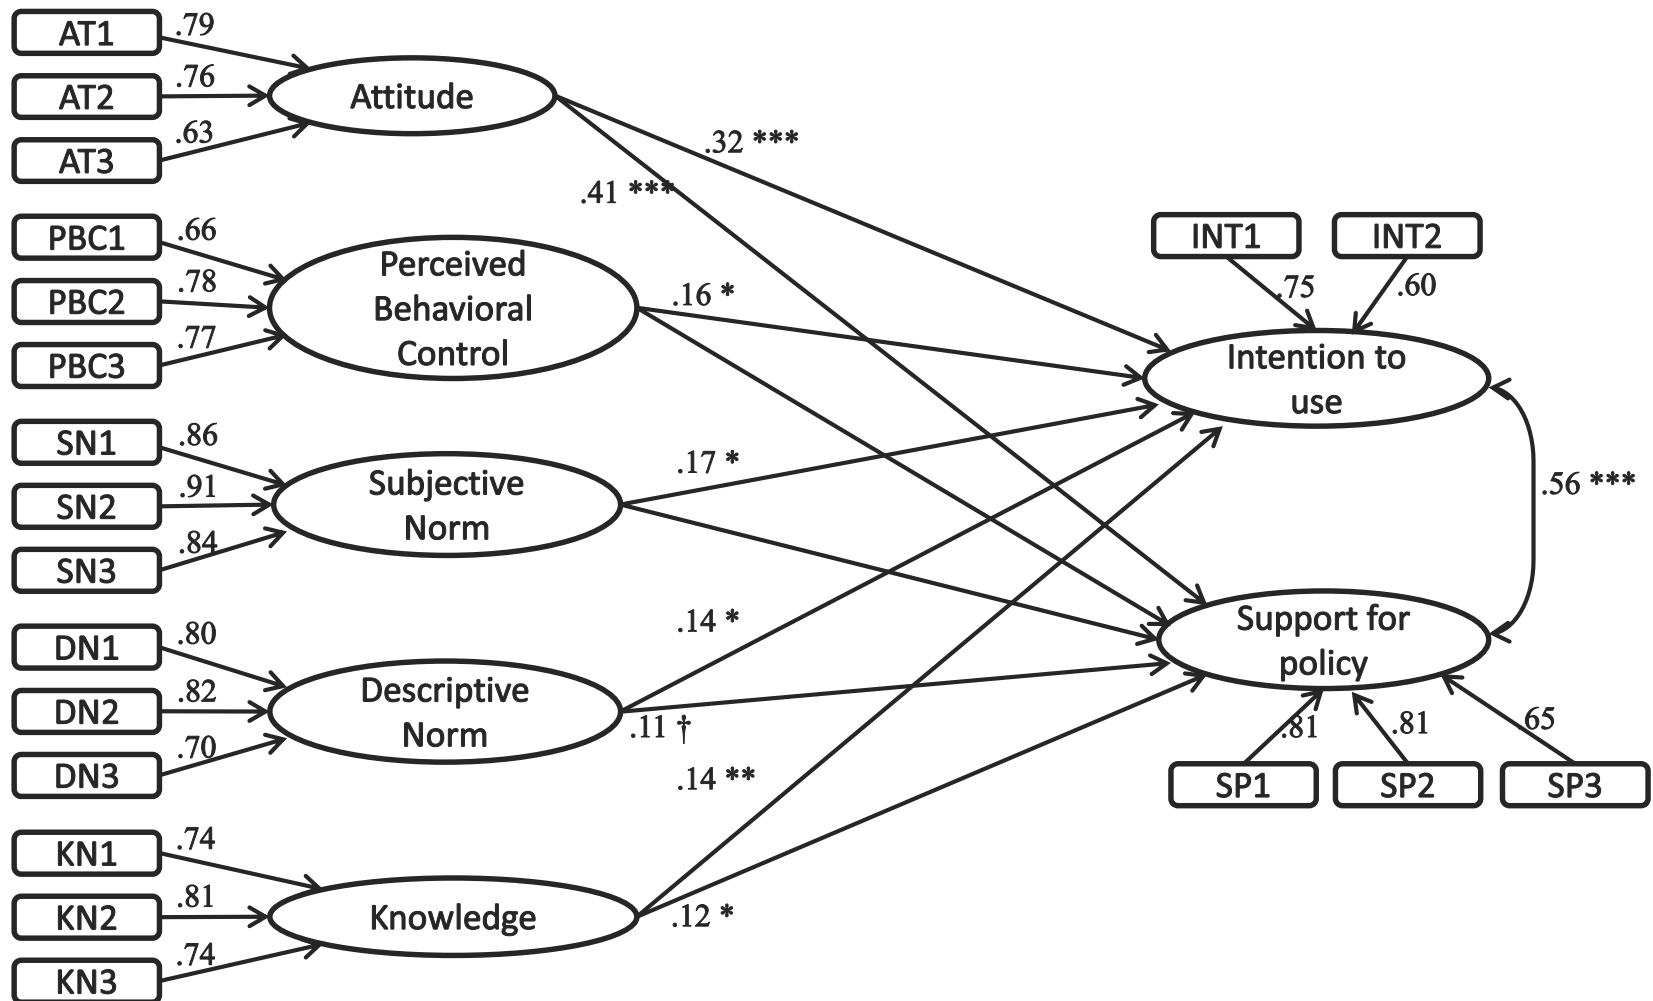 AT1
.79
AT2
.76
AT3
.63
Attitude
.32 ***
.41 ***
PBC1
.66
PBC2
.78
PBC3
.77
Perceived
Behavioral
Control
.16 *
INT1
INT2
.75
.60
Intention to
use
SN1
.86
SN2
.91
SN3
.84
Subjective
Norm
.17 *
.56 ***
DN1
.80
DN2
.82
DN3
.70
Descriptive
Norm
.14 *
.11 †
Support for
policy
.81
.81
.65
SP1
SP2
SP3
KN1
.74
KN2
.81
KN3
.74
Knowledge
.14 **
.12 *